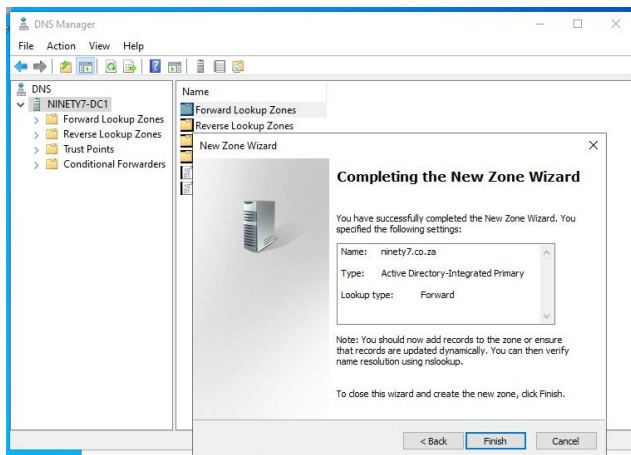 DNS Manager
File Action View Help
DNS
NINETY7-DC1
Forward Lookup Zones
Reverse Lookup Zones
Trust Points
Conditional Forwarders
Name
Forward Lookup Zones
Reverse Lookup Zones
New Zone Wizard
Completing the New Zone Wizard
You have successfully completed the New Zone Wizard. You
specified the following settings:
Name: ninety7.co.za
Type: Active Directory-Integrated Primary
Lookup type: Forward
Note: You should now add records to the zone or ensure
that records are updated dynamically. You can then verify
name resolution using nslookup.
To close this wizard and create the new zone, click Finish.
< Back Finish Cancel